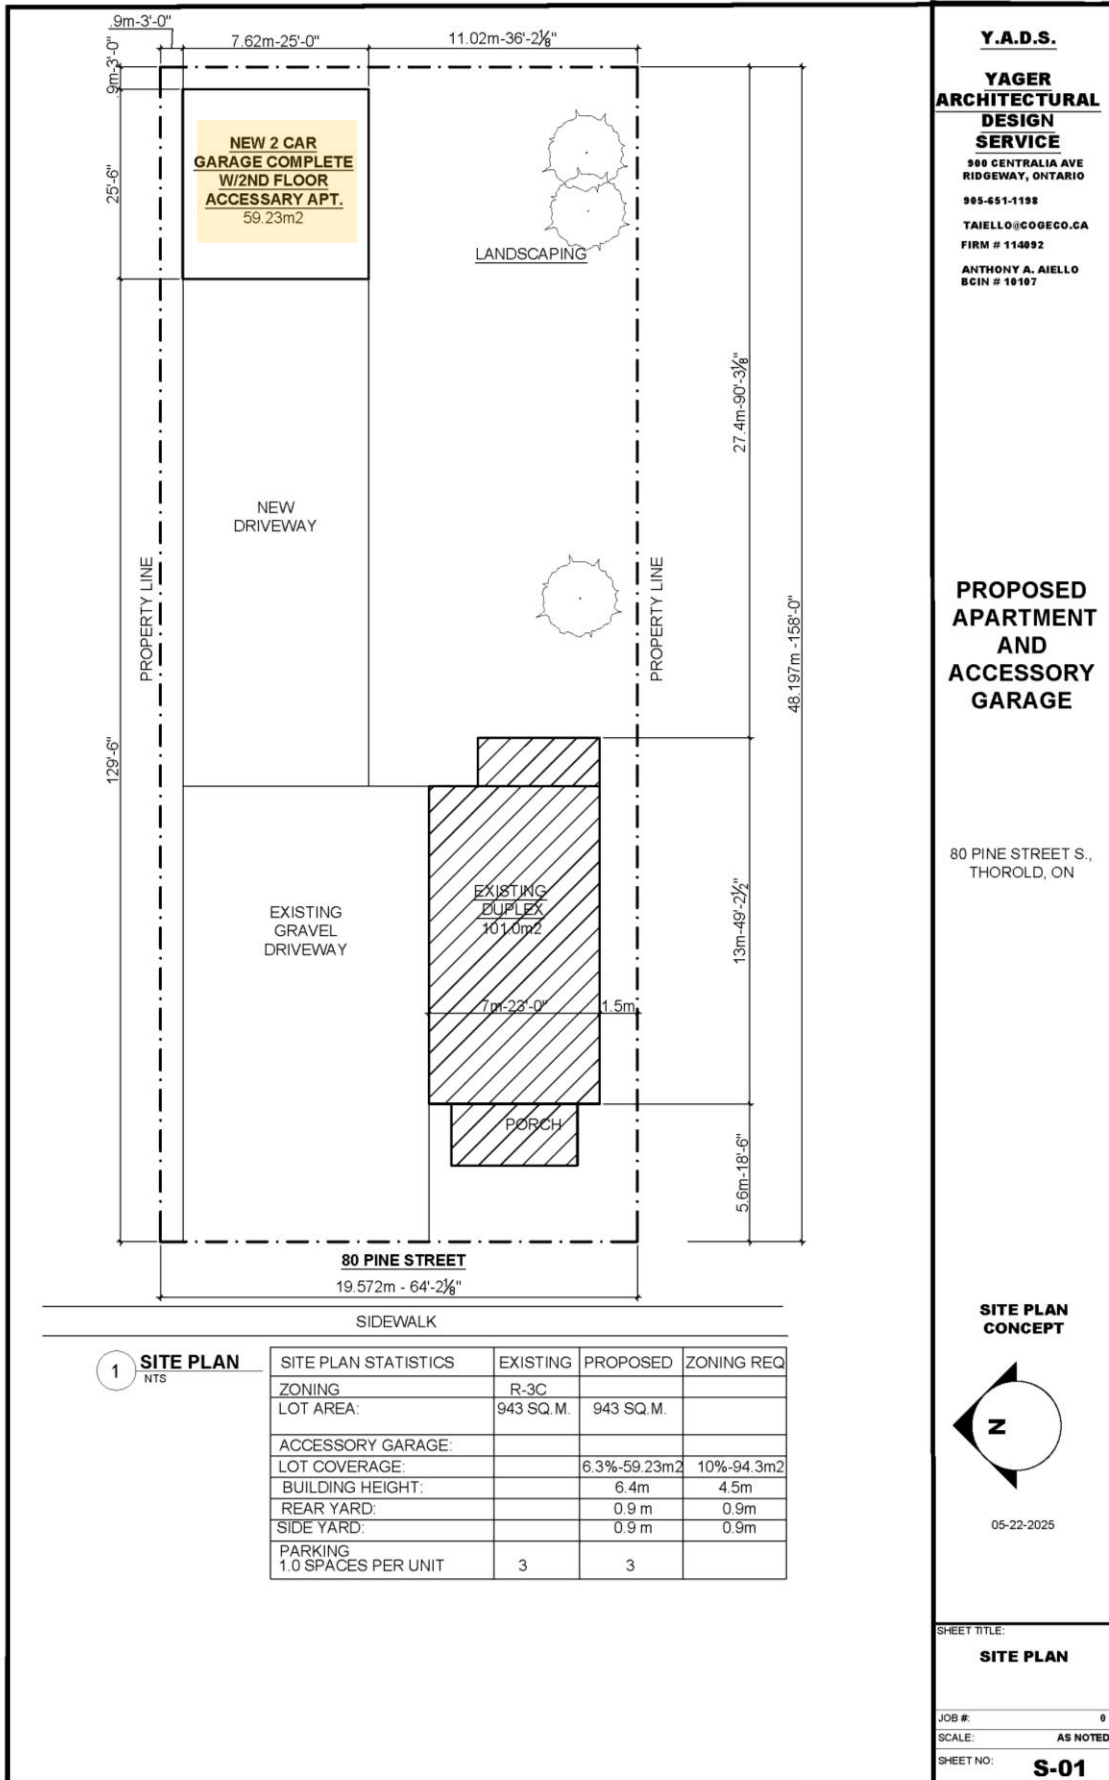 .9m-3'-0"
7.62m-25'-0"
11.02m-36'-2⅛"
.9m-3'-0"
25'-6"
NEW 2 CAR
GARAGE COMPLETE
W/2ND FLOOR
ACCESSARY APT.
59.23m2
LANDSCAPING
27.4m-90'-3⅛"
NEW
DRIVEWAY
PROPERTY LINE
PROPERTY LINE
48.197m -158'-0"
129'-6"
EXISTING
GRAVEL
DRIVEWAY
EXISTING
DUPLEX
101.0m2
13m-49'-2½"
7m-23'-0"
1.5m
PORCH
5.6m-18'-6"
80 PINE STREET
19.572m - 64'-2⅛"
SIDEWALK
1 SITE PLAN
NTS
SITE PLAN STATISTICS EXISTING PROPOSED ZONING REQ
ZONING R-3C
LOT AREA: 943 SQ.M. 943 SQ.M.
ACCESSORY GARAGE:
LOT COVERAGE: 6.3%-59.23m2 10%-94.3m2
BUILDING HEIGHT: 6.4m 4.5m
REAR YARD: 0.9 m 0.9m
SIDE YARD: 0.9 m 0.9m
PARKING
1.0 SPACES PER UNIT 3 3
Y.A.D.S.
YAGER
ARCHITECTURAL
DESIGN
SERVICE
900 CENTRALIA AVE
RIDGEWAY, ONTARIO
905-651-1198
TAIELLO@COGECO.CA
FIRM # 114092
ANTHONY A. AIELLO
BCIN # 10107
PROPOSED
APARTMENT
AND
ACCESSORY
GARAGE
80 PINE STREET S.,
THOROLD, ON
SITE PLAN
CONCEPT
N
05-22-2025
SHEET TITLE:
SITE PLAN
JOB #: 0
SCALE: AS NOTED
SHEET NO: S-01